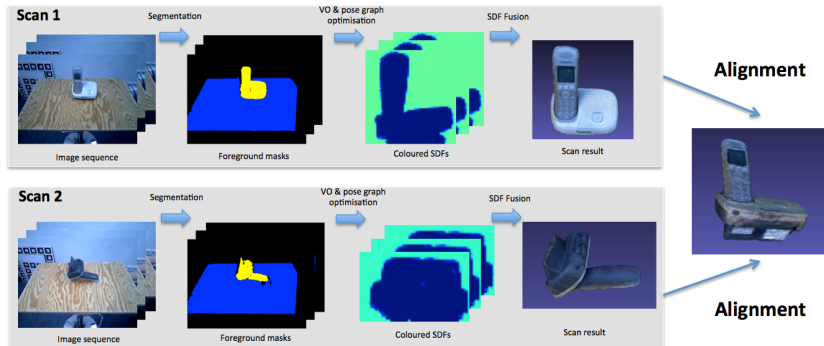 Scan 1
Segmentation
VO & pose graph
optimisation
SDF Fusion
Image sequence
Foreground masks
Coloured SDFs
Scan result
Alignment
Scan 2
Segmentation
VO & pose graph
optimisation
SDF Fusion
Image sequence
Foreground masks
Coloured SDFs
Scan result
Alignment